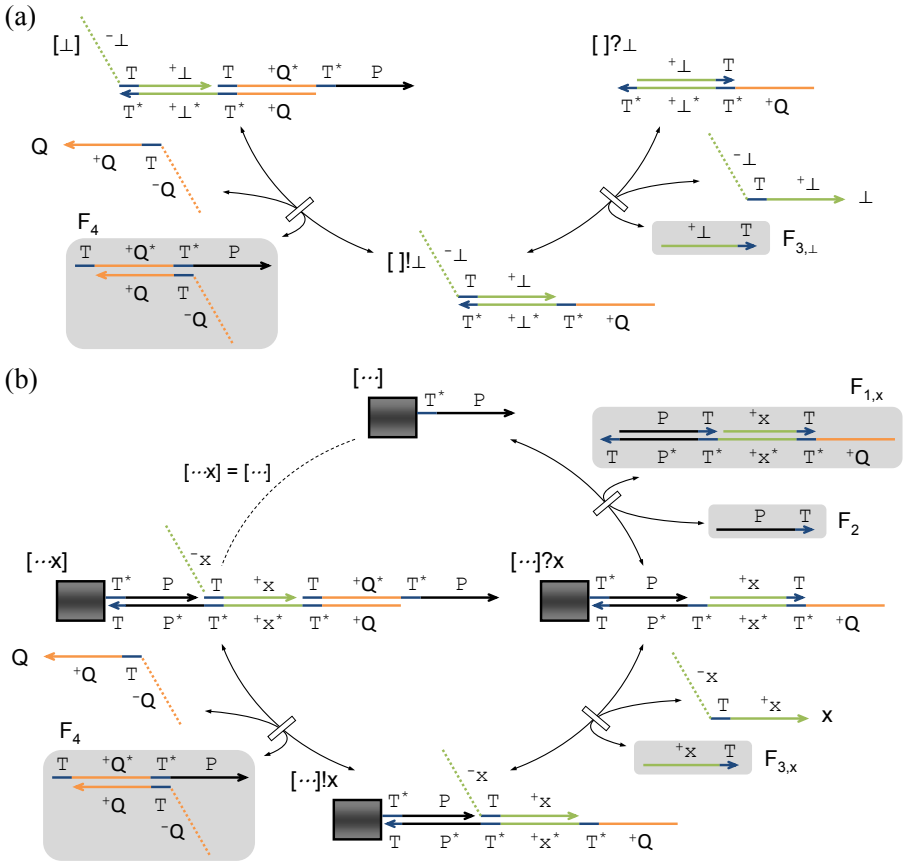 (a)
[⊥] ⁻⊥ T ⁺⊥ T ⁺Q* T* P
T* ⁺⊥* T* ⁺Q
[ ]?⊥ ⁺⊥ T
T* ⁺⊥* T* ⁺Q
Q ⁺Q T ⁻Q
⁻⊥ T ⁺⊥ ⊥
F₄
T ⁺Q* T* P
⁺Q T
⁻Q
⁺⊥ T F₃,⊥
[ ]!⊥ ⁻⊥ T ⁺⊥
T* ⁺⊥* T* ⁺Q
(b)
[···]
T* P
F₁,ₓ
P T ⁺x T
T P* T* ⁺x* T* ⁺Q
[···x] = [···]
P T F₂
[···x] ⁻x
T* P T ⁺x T ⁺Q* T* P
T P* T* ⁺x* T* ⁺Q
[···]?x
T* P ⁺x T
T P* T* ⁺x* T* ⁺Q
Q ⁺Q T ⁻Q
⁻x T ⁺x x
F₄
T ⁺Q* T* P
⁺Q T
⁻Q
⁺x T F₃,ₓ
[···]!x ⁻x
T* P T ⁺x
T P* T* ⁺x* T* ⁺Q